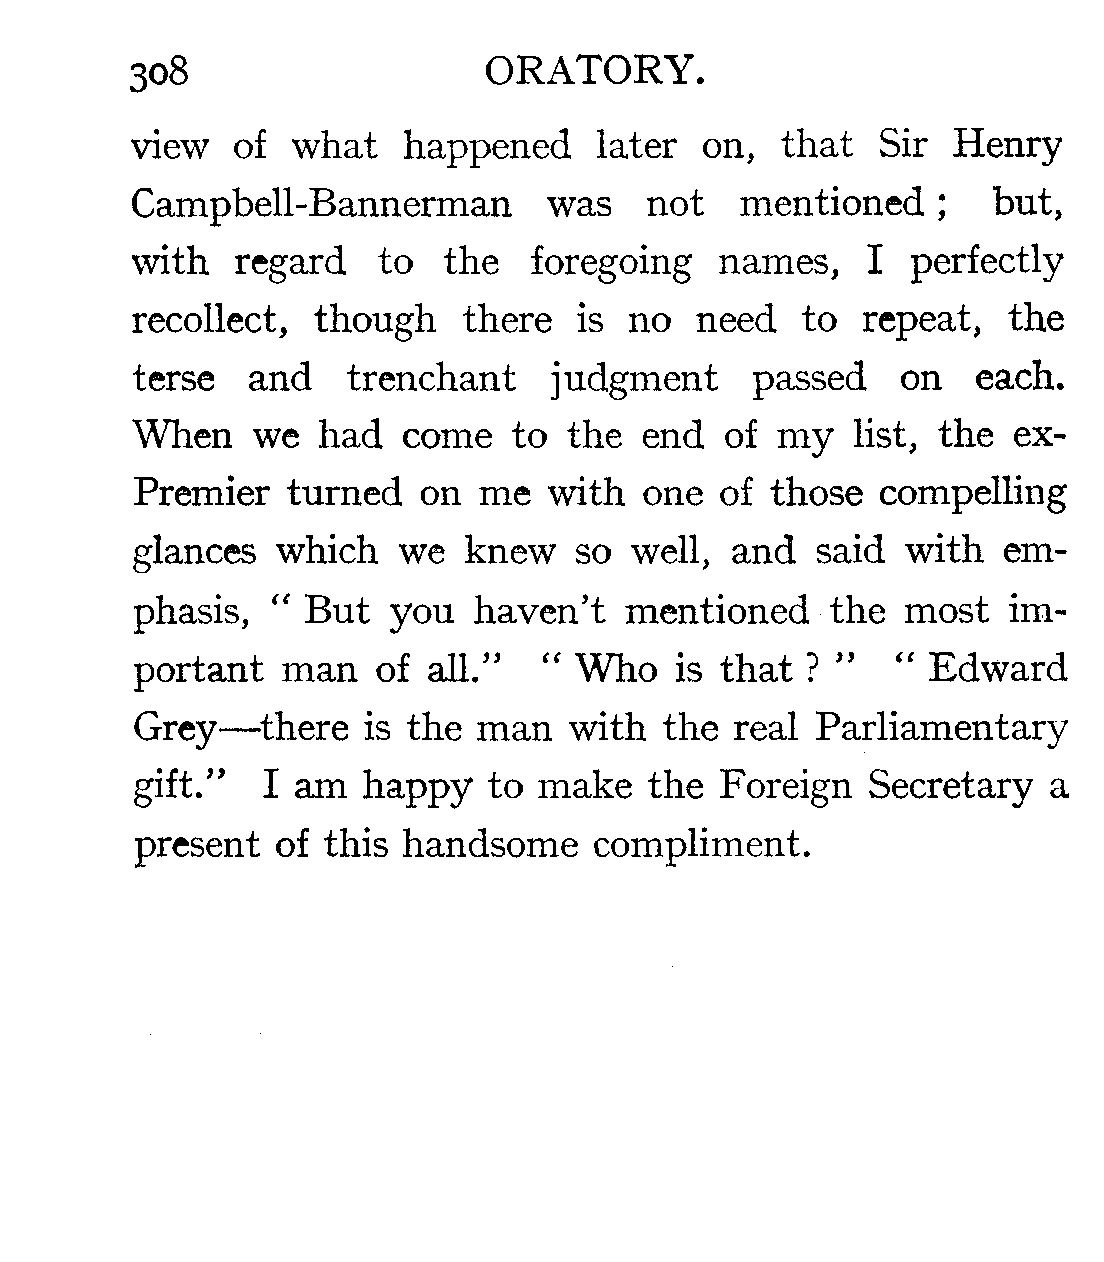 308 ORATORY.
view of what happened later on, that Sir Henry
Campbell-Bannerman was not mentioned ; but,
with regard to the foregoing names, I perfectly
recollect, though there is no need to repeat, the
terse and trenchant judgment passed on each.
When we had come to the end of my list, the ex-
Premier turned on me with one of those compelling
glances which we knew so well, and said with em-
phasis, “ But you haven’t mentioned the most im-
portant man of all.” “ Who is that ? ” “ Edward
Grey—there is the man with the real Parliamentary
gift.” I am happy to make the Foreign Secretary a
present of this handsome compliment.